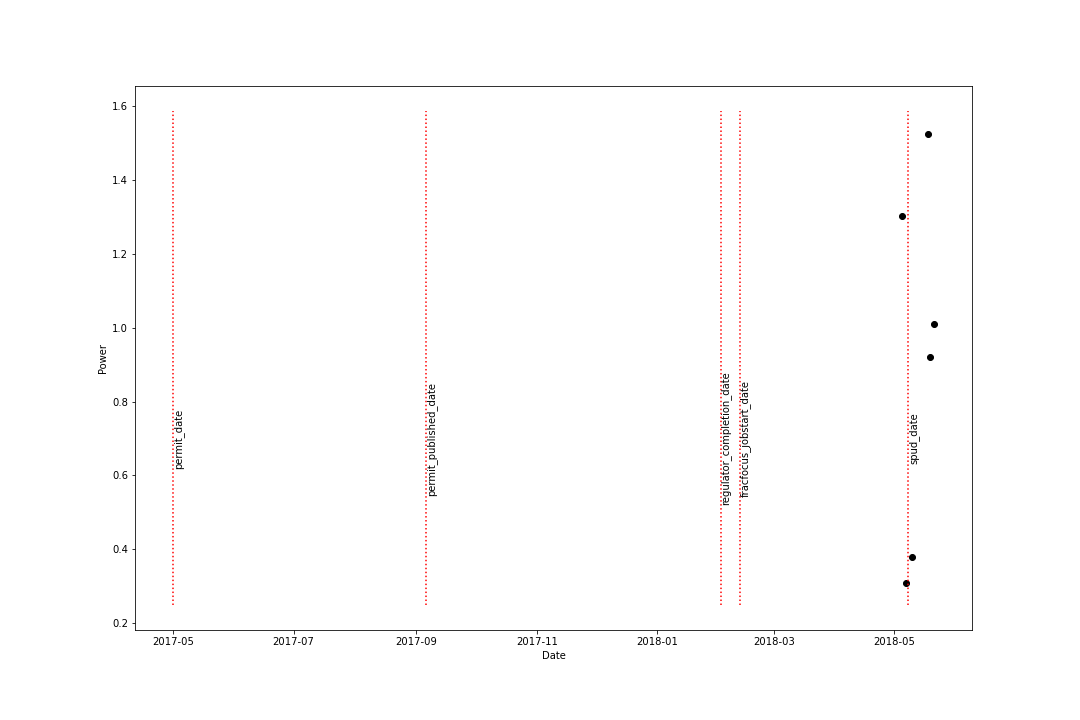 1.6
1.4
1.2
1.0
0.8
0.6
0.4
0.2
Power
permit_date
permit_published_date
regulator_completion_date
fracfocus_jobstart_date
spud_date
2017-05
2017-07
2017-09
2017-11
2018-01
2018-03
2018-05
Date